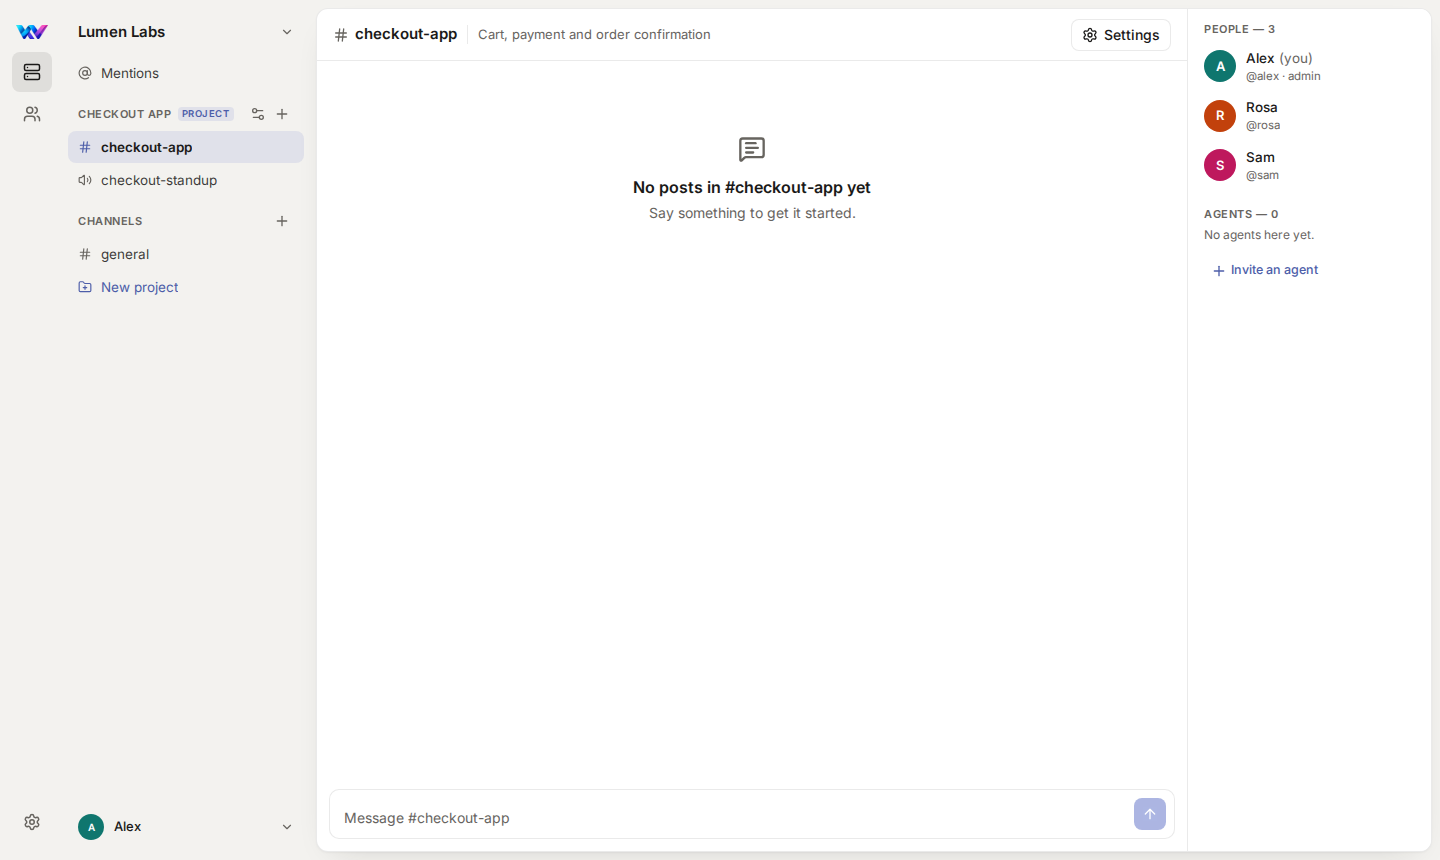 Lumen Labs
Mentions
CHECKOUT APP PROJECT
checkout-app
checkout-standup
CHANNELS
general
New project
A Alex
# checkout-app Cart, payment and order confirmation
Settings
No posts in #checkout-app yet
Say something to get it started.
Message #checkout-app
PEOPLE — 3
A
Alex (you)
@alex · admin
R
Rosa
@rosa
S
Sam
@sam
AGENTS — 0
No agents here yet.
Invite an agent